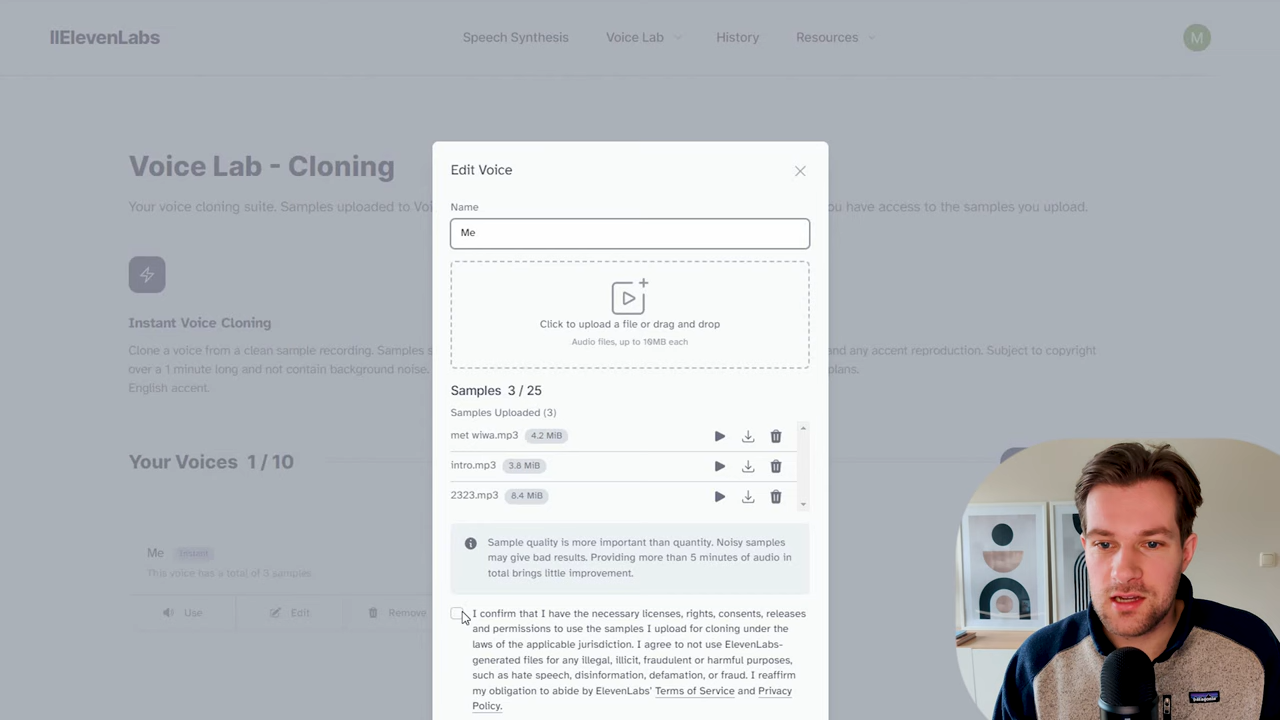 IIElevenLabs
Speech Synthesis
Voice Lab
History
Resources
M
Voice Lab - Cloning
Your voice cloning suite. Samples uploaded to Voi
ou have access to the samples you upload.
Edit Voice
Name
Me
Click to upload a file or drag and drop
Audio files, up to 10MB each
Instant Voice Cloning
Clone a voice from a clean sample recording. Samples s
over a 1 minute long and not contain background noise.
English accent.
and any accent reproduction. Subject to copyright
plans.
Samples 3 / 25
Samples Uploaded (3)
met wiwa.mp3 4.2 MiB
intro.mp3 3.8 MiB
2323.mp3 8.4 MiB
Your Voices 1 / 10
Me Instant
This voice has a total of 3 samples.
Use
Edit
Remove
Sample quality is more important than quantity. Noisy samples
may give bad results. Providing more than 5 minutes of audio in
total brings little improvement.
I confirm that I have the necessary licenses, rights, consents, releases
and permissions to use the samples I upload for cloning under the
laws of the applicable jurisdiction. I agree to not use ElevenLabs-
generated files for any illegal, illicit, fraudulent or harmful purposes,
such as hate speech, disinformation, defamation, or fraud. I reaffirm
my obligation to abide by ElevenLabs' Terms of Service and Privacy
Policy.
patagonia